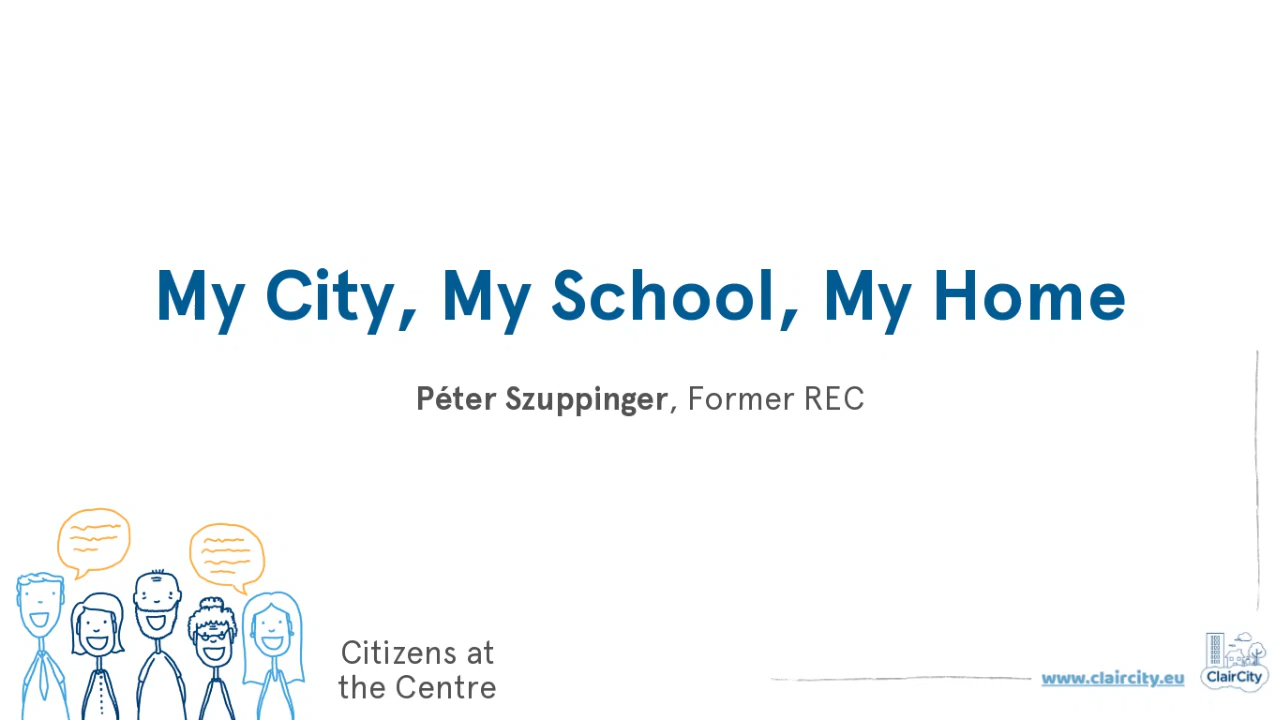 My City, My School, My Home
Péter Szuppinger, Former REC
Citizens at
the Centre
www.claircity.eu
ClairCity